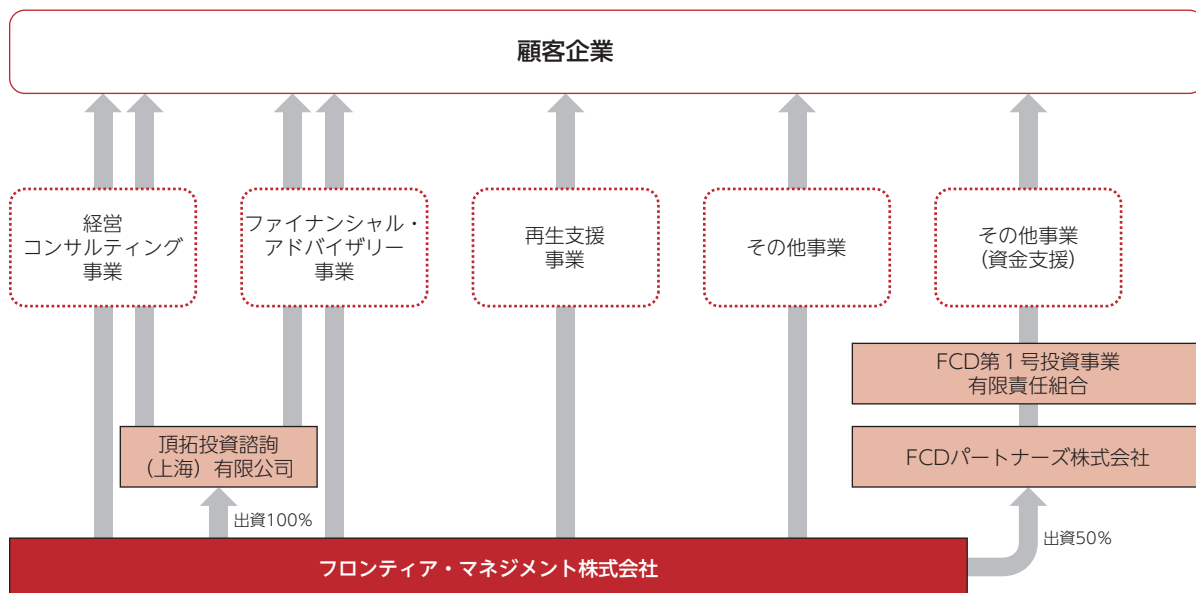 顧客企業
経営
コンサルティング
事業
ファイナンシャル・
アドバイザリー
事業
再生支援
事業
その他事業
その他事業
(資金支援)
FCD第1号投資事業
有限責任組合
頂拓投資諮詢
(上海)有限公司
FCDパートナーズ株式会社
出資100%
出資50%
フロンティア・マネジメント株式会社